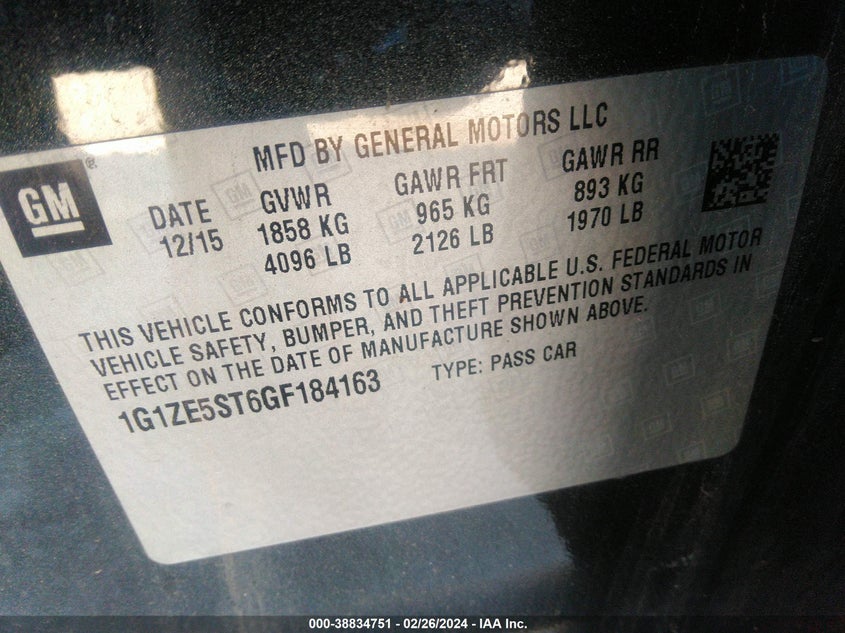 MFD BY GENERAL MOTORS LLC
GM ®
DATE GVWR GAWR FRT GAWR RR
12/15 1858 KG 965 KG 893 KG
4096 LB 2126 LB 1970 LB
THIS VEHICLE CONFORMS TO ALL APPLICABLE U.S. FEDERAL MOTOR
VEHICLE SAFETY, BUMPER, AND THEFT PREVENTION STANDARDS IN
EFFECT ON THE DATE OF MANUFACTURE SHOWN ABOVE.
1G1ZE5ST6GF184163 TYPE: PASS CAR
000-38834751 - 02/26/2024 - IAA Inc.